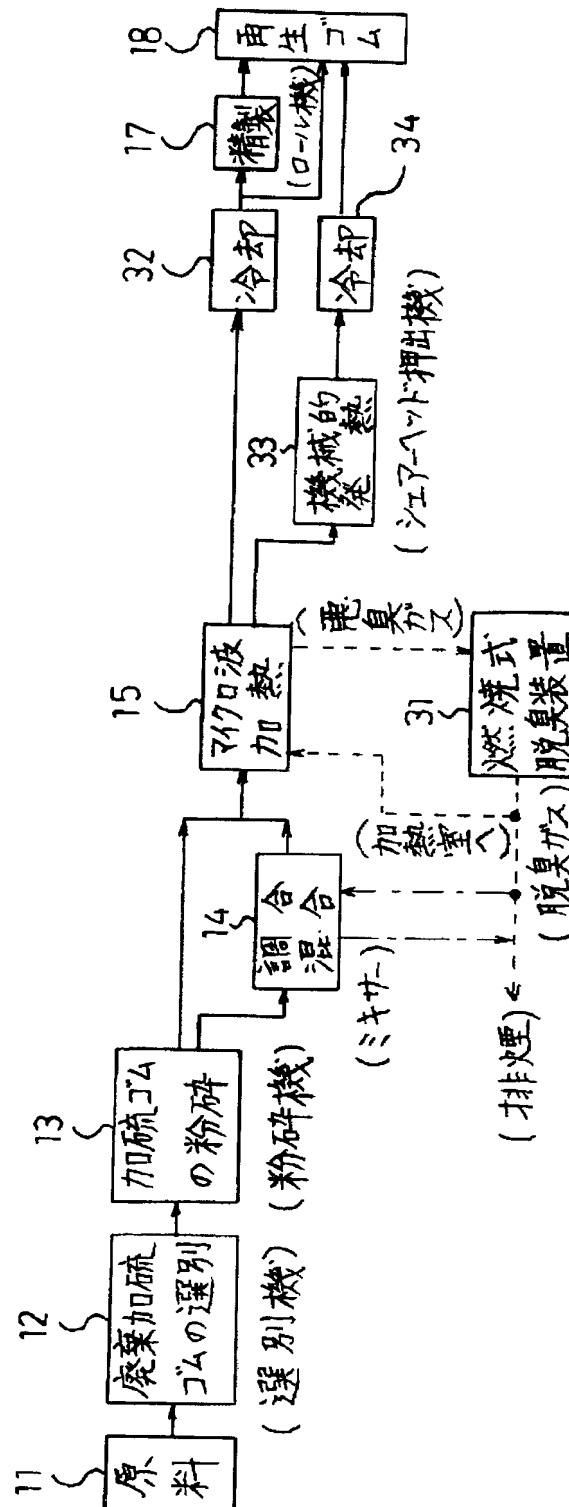 11
原
料
12
廃棄加硫
ゴムの選別
(選別機)
13
加硫ゴム
の粉砕
(粉砕機)
14
調合
混合
(ミキサー)
15
マイクロ波
加熱
(加熱室へ)
(悪臭ガス)
31
燃焼式
脱臭装置
(脱臭ガス)
(排煙)
33
機械的
発熱
(シェアーヘッド押出機)
32
冷却
34
冷却
17
精製
(ロール機)
18
再生ゴム